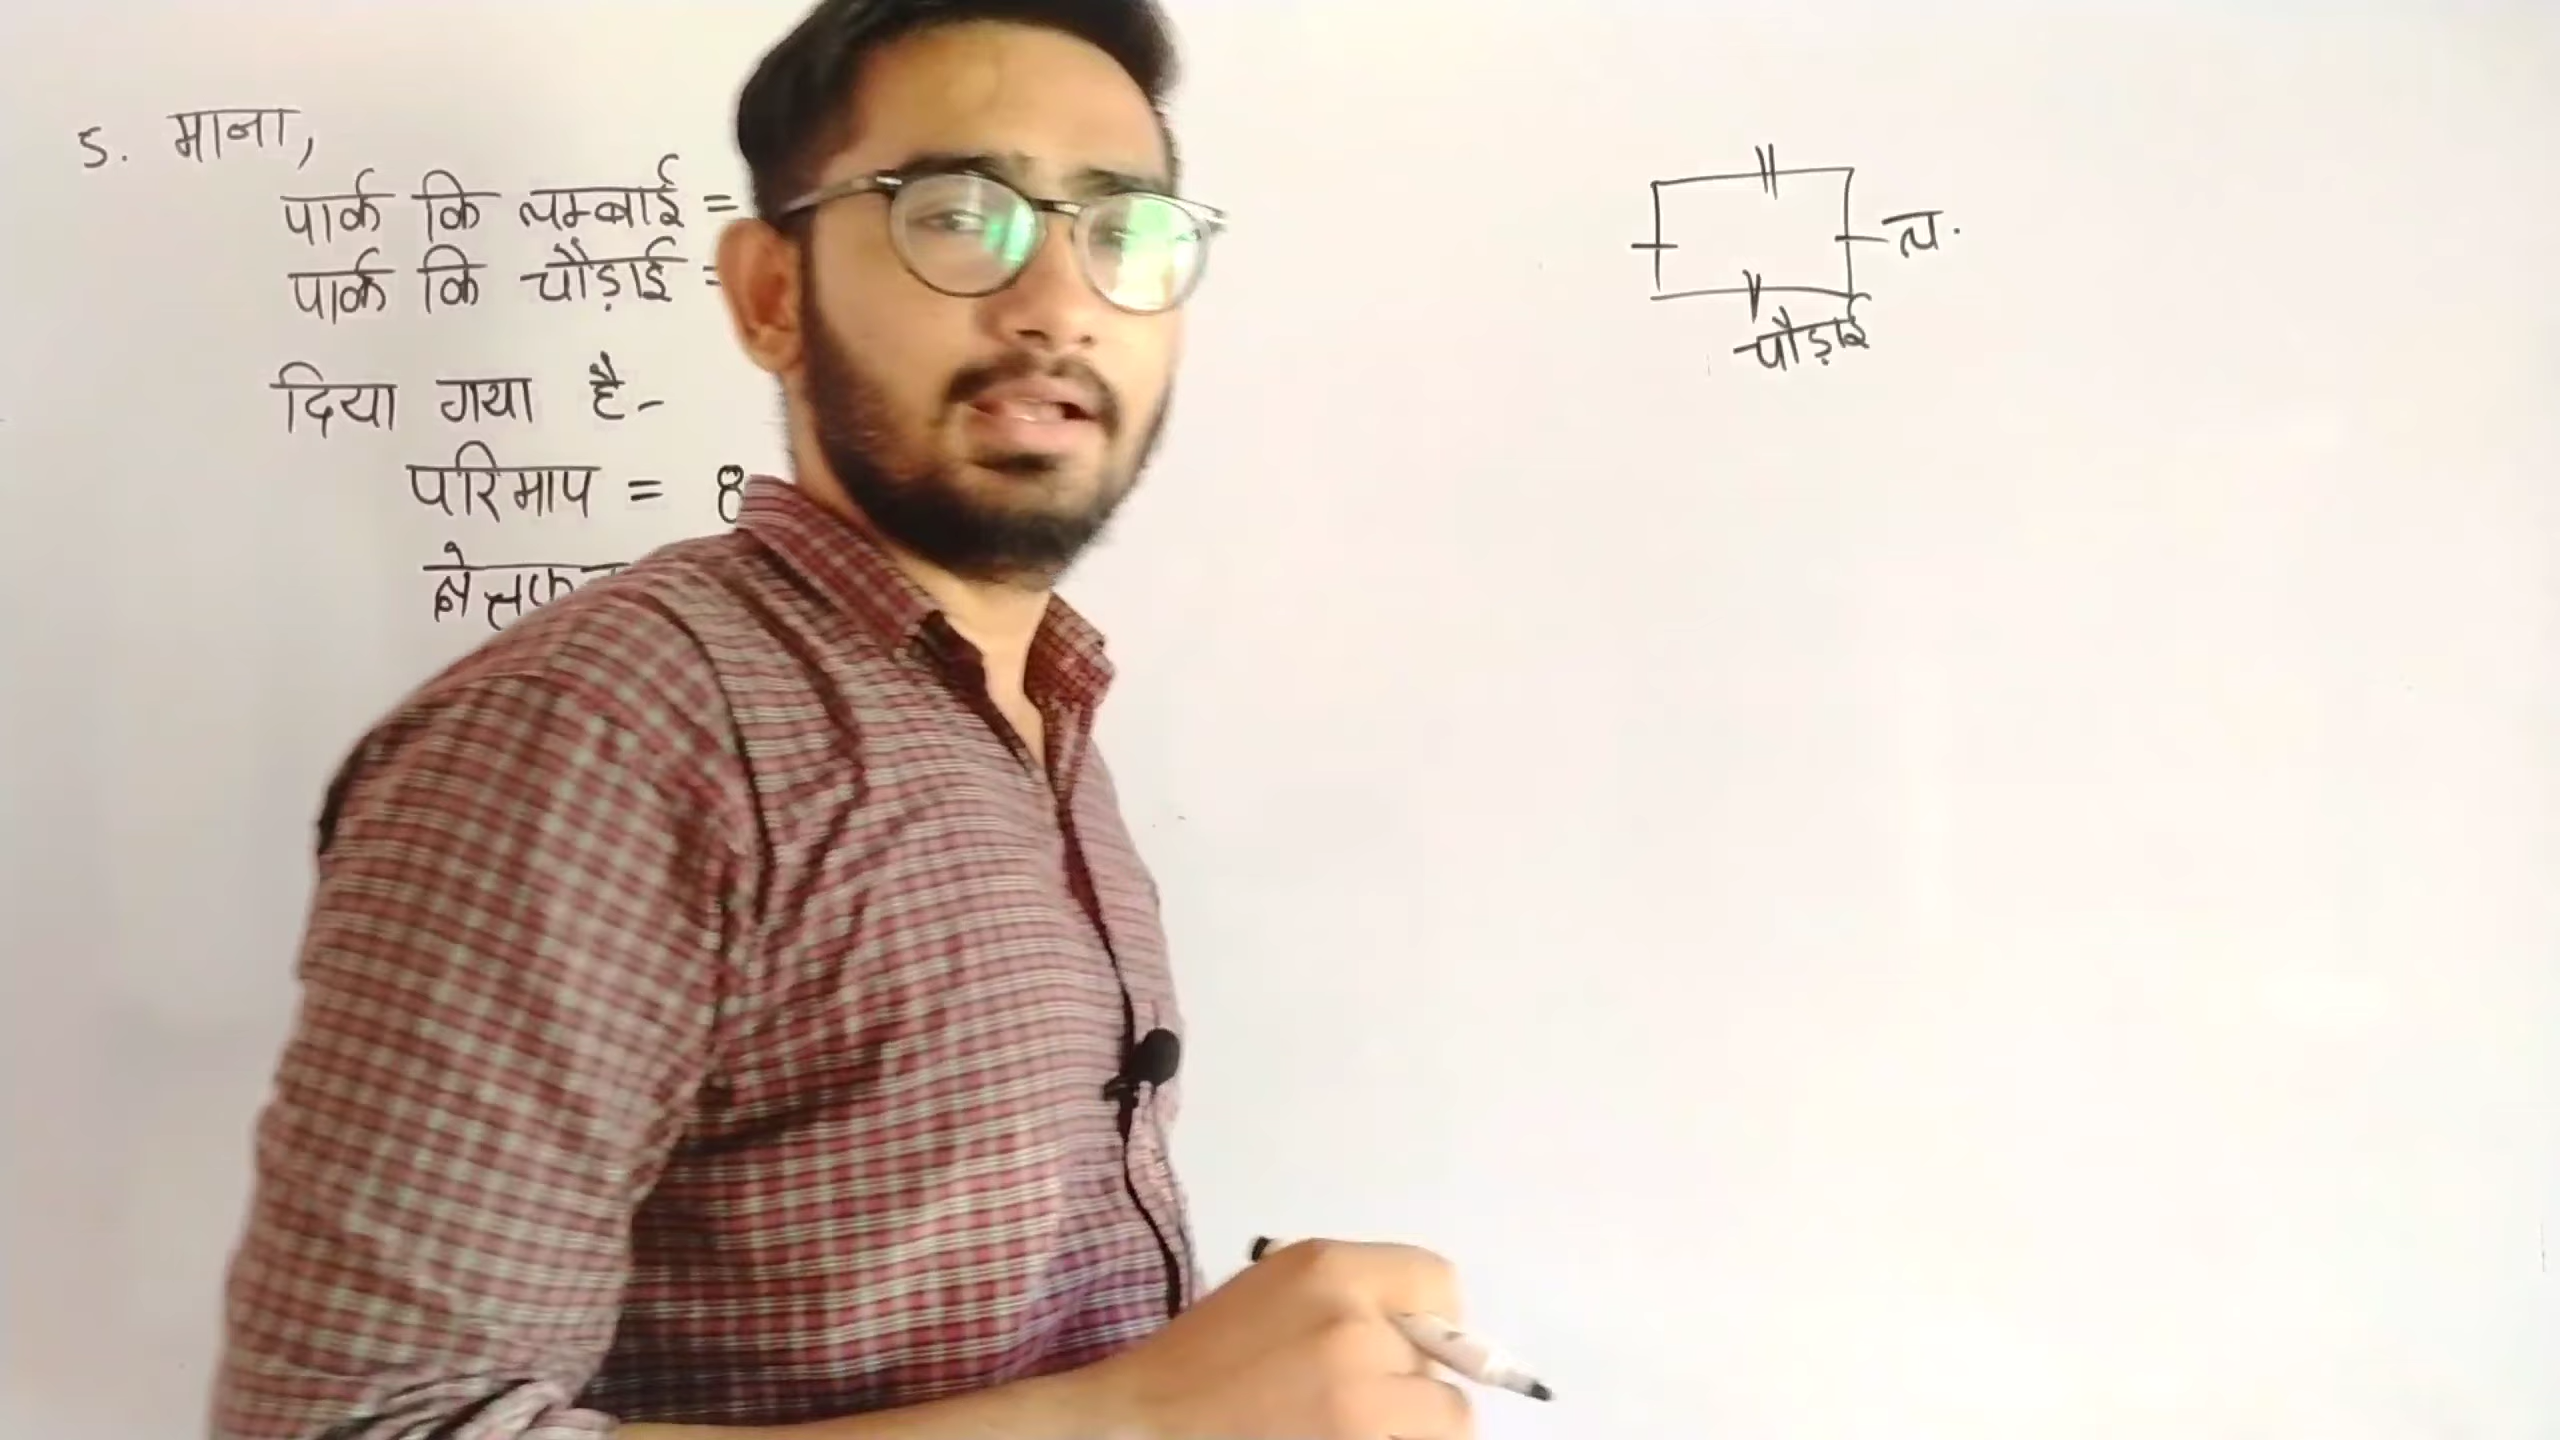 5. माना,
पार्क कि लम्बाई =
पार्क कि चौड़ाई =
दिया गया है-
परिमाप = 8
ल.
चौड़ाई